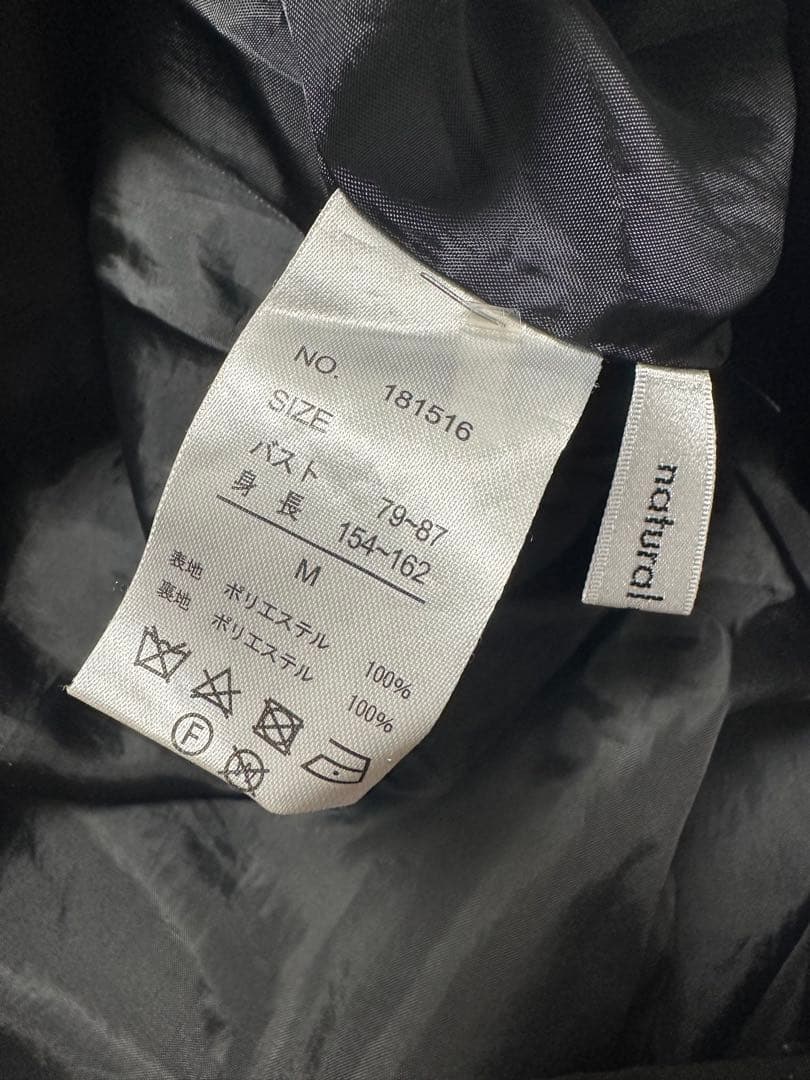 NO. 181516
SIZE
バスト 79~87
身長 154~162
M
表地 ポリエステル 100%
裏地 ポリエステル 100%
F
W
natural